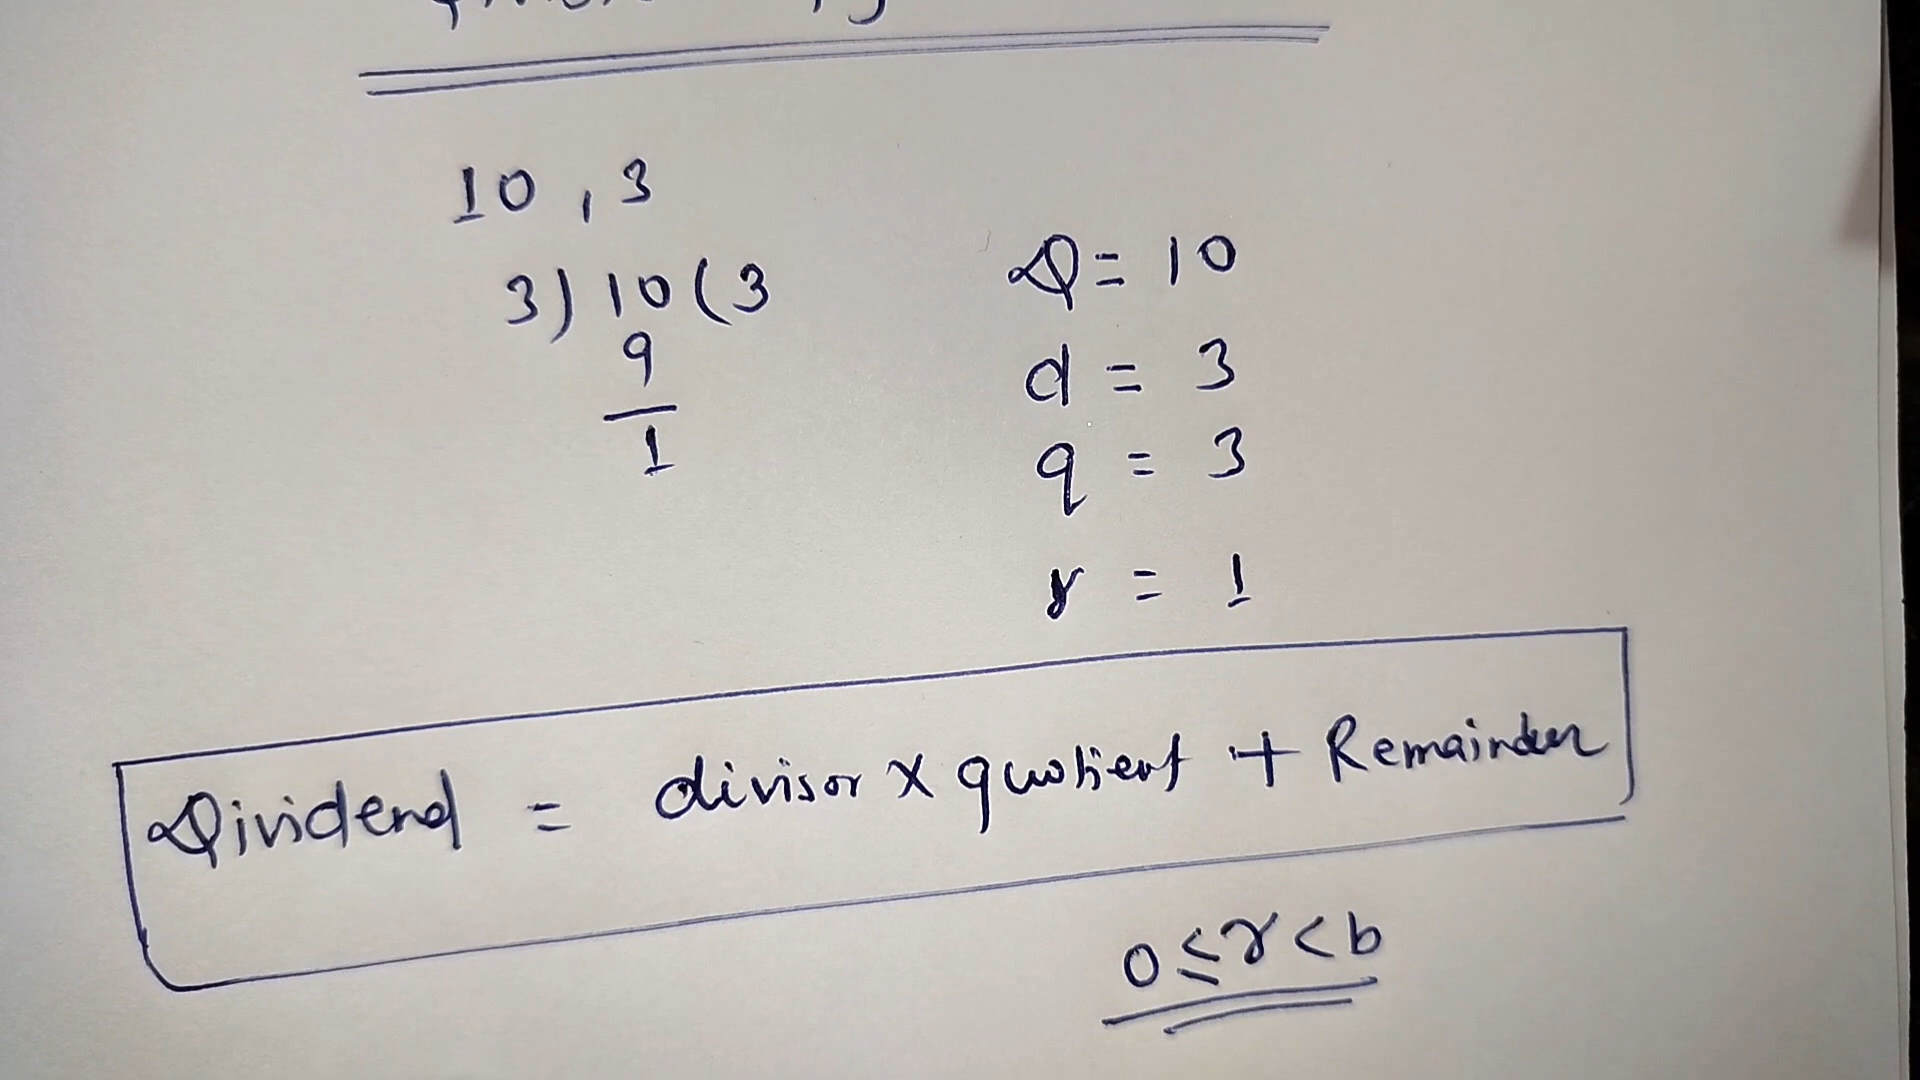 10 , 3
3) 10 (3
9
1
D = 10
d = 3
q = 3
r = 1
Dividend = divisor x quotient + Remainder
0 ≤ r < b